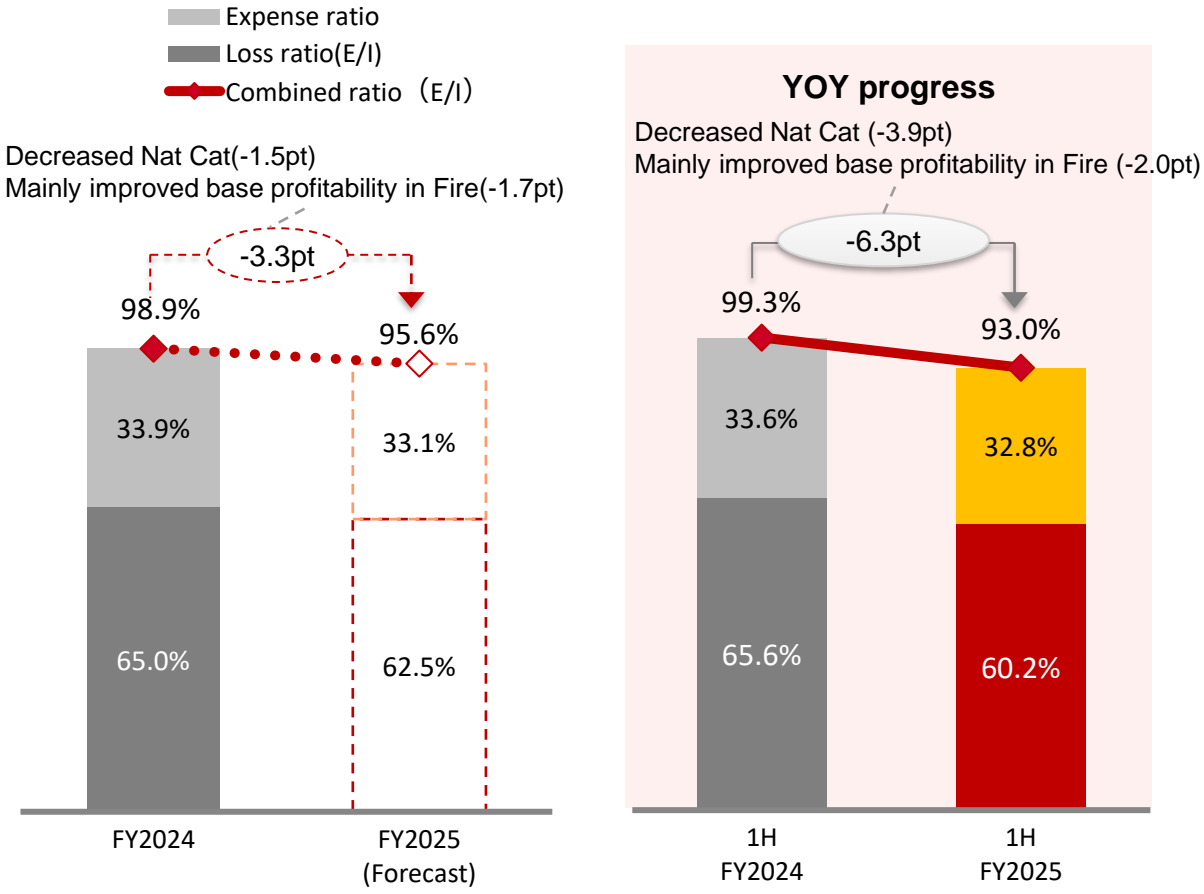 Expense ratio
Loss ratio(E/I)
Combined ratio （E/I）
Decreased Nat Cat(-1.5pt)
Mainly improved base profitability in Fire(-1.7pt)
-3.3pt
98.9%
95.6%
33.9%
33.1%
65.0%
62.5%
FY2024
FY2025
(Forecast)
YOY progress
Decreased Nat Cat (-3.9pt)
Mainly improved base profitability in Fire (-2.0pt)
-6.3pt
99.3%
93.0%
33.6%
32.8%
65.6%
60.2%
1H
FY2024
1H
FY2025